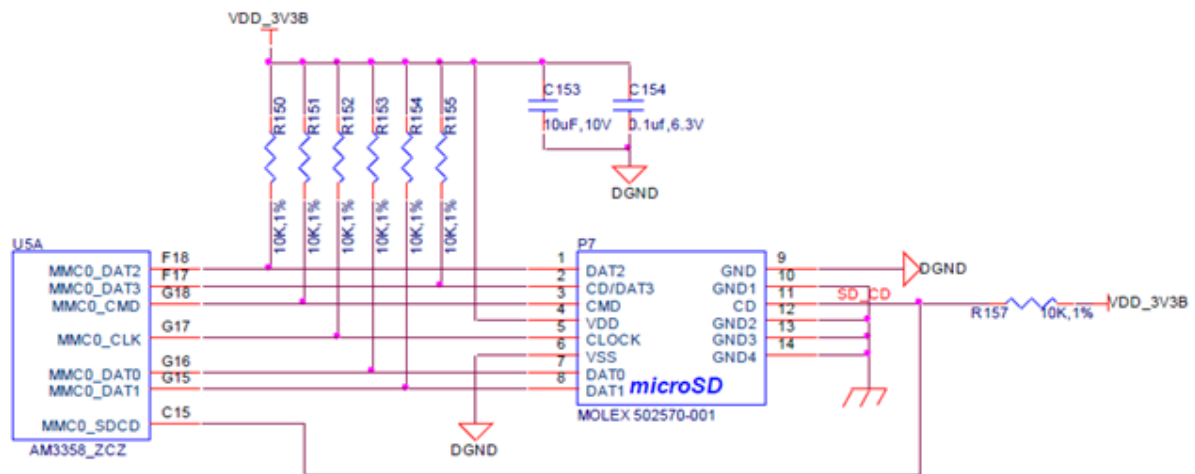 VDD_3V3B
R150
R151
R152
R153
R154
R155
10K,1%
10K,1%
10K,1%
10K,1%
10K,1%
10K,1%
C153
10uF,10V
C154
0.1uf,6.3V
DGND
U5A
MMC0_DAT2
MMC0_DAT3
MMC0_CMD
MMC0_CLK
MMC0_DAT0
MMC0_DAT1
MMC0_SDCD
F18
F17
G18
G17
G16
G15
C15
AM3358_ZCZ
P7
1
2
3
4
5
6
7
8
DAT2
CD/DAT3
CMD
VDD
CLOCK
VSS
DAT0
DAT1
microSD
GND
GND1
CD
GND2
GND3
GND4
9
10
11
12
13
14
MOLEX 502570-001
DGND
SD_CD
R157
10K,1%
VDD_3V3B
DGND